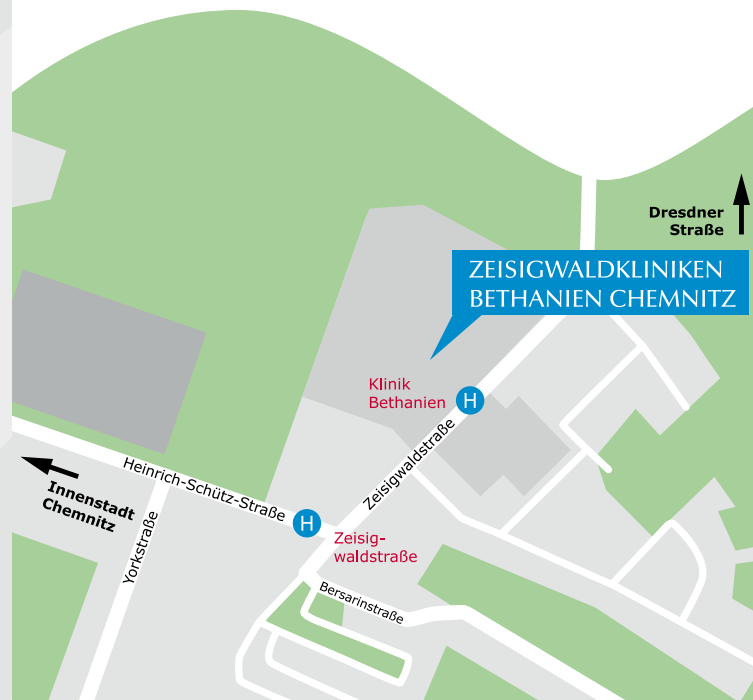 Dresdner
Straße
ZEISIGWALDKLINIKEN
BETHANIEN CHEMNITZ
Klinik
Bethanien
H
Zeisigwaldstraße
Heinrich-Schütz-Straße
Innenstadt
Chemnitz
H
Zeisig-
waldstraße
Yorkstraße
Bersarinstraße